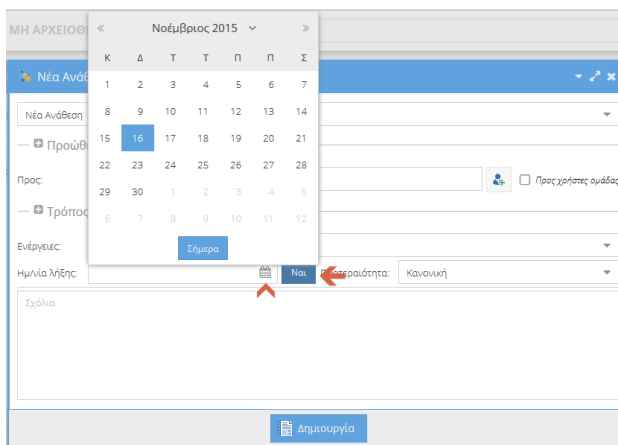 ΜΗ ΑΡΧΕΙΟΘ
« Νοέμβριος 2015 »
Κ Δ Τ Τ Π Π Σ
1 2 3 4 5 6 7
8 9 10 11 12 13 14
15 16 17 18 19 20 21
22 23 24 25 26 27 28
29 30 1 2 3 4 5
6 7 8 9 10 11 12
Σήμερα
Νέα Ανάθ
Νέα Ανάθεση
Προώθ
Προς:
Προς χρήστες ομάδας
Τρόπος
Ενέργειες:
Ημ/νία λήξης: Ναι Προτεραιότητα: Κανονική
Σχόλια
Δημιουργία